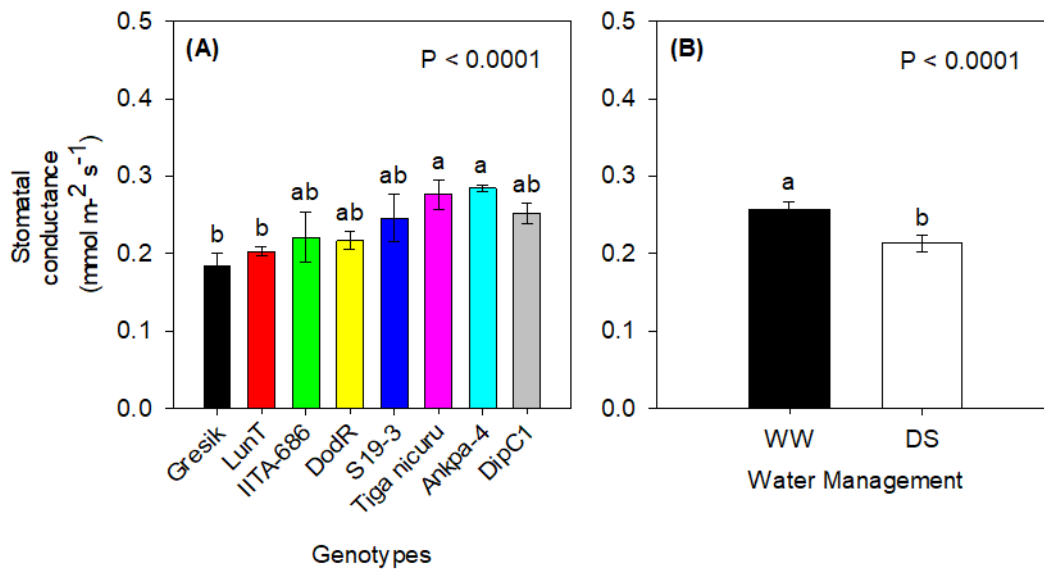 Stomatal
conductance
(mmol m-² s⁻¹)
0.5
0.4
0.3
0.2
0.1
0.0
(A)
P < 0.0001
b
b
ab
ab
ab
a
a
ab
Gresik
LunT
IITA-686
DodR
S19-3
Tiga nicuru
Ankpa-4
DipC1
Genotypes
0.5
0.4
0.3
0.2
0.1
0.0
(B)
P < 0.0001
a
b
WW
DS
Water Management